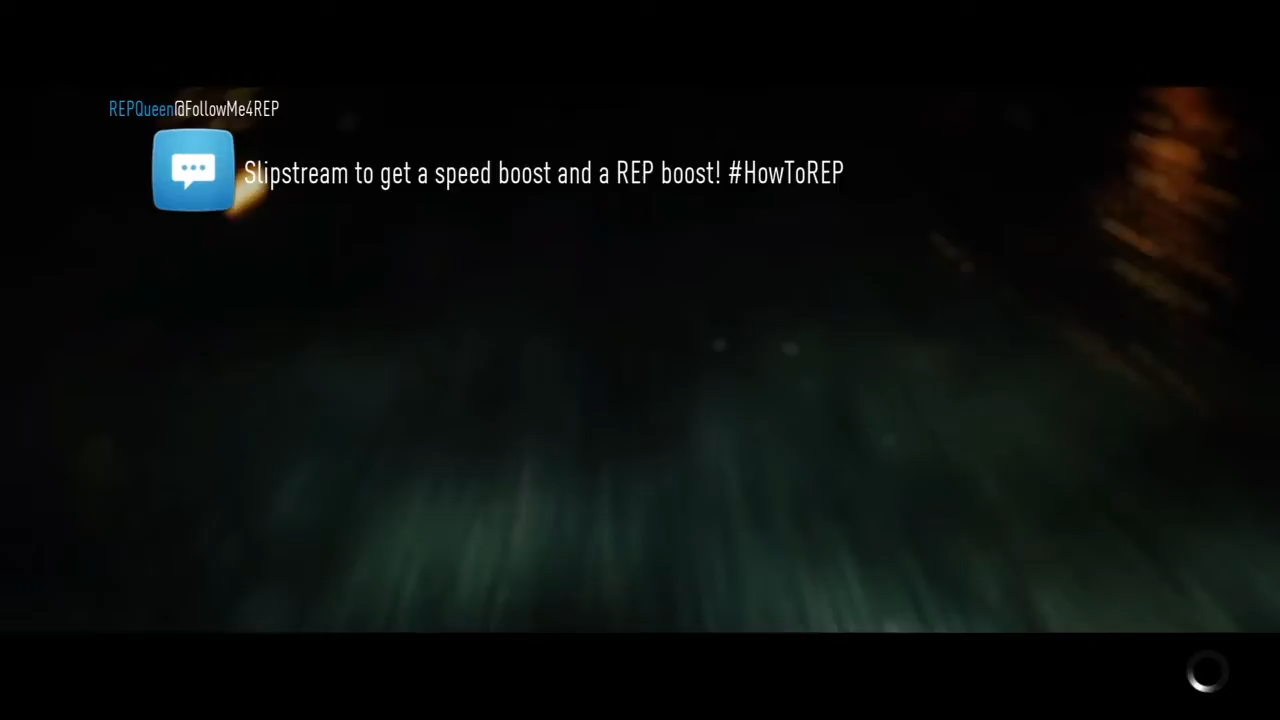 REPQueen@FollowMe4REP
Slipstream to get a speed boost and a REP boost! #HowToREP